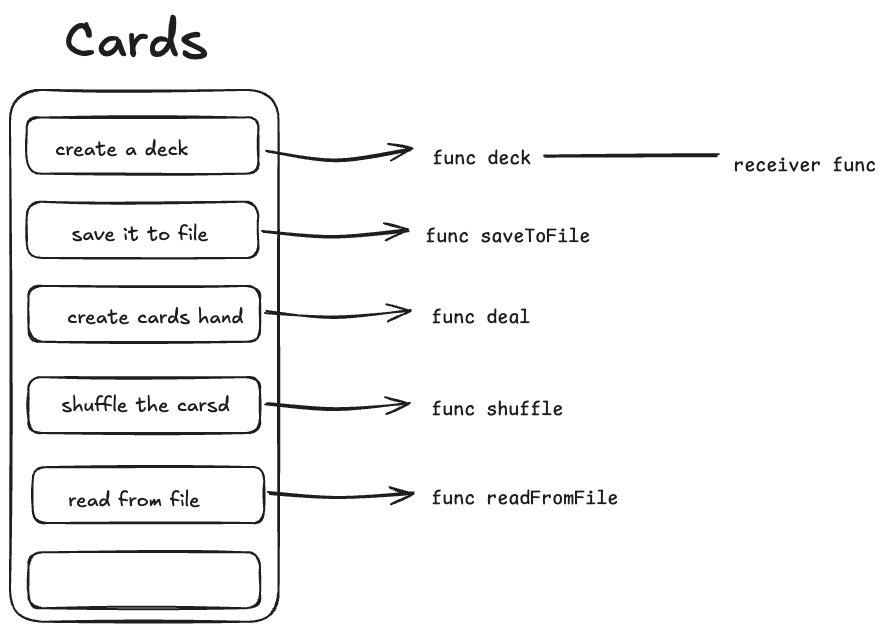 Cards
create a deck
func deck
receiver func
save it to file
func saveToFile
create cards hand
func deal
shuffle the carsd
func shuffle
read from file
func readFromFile